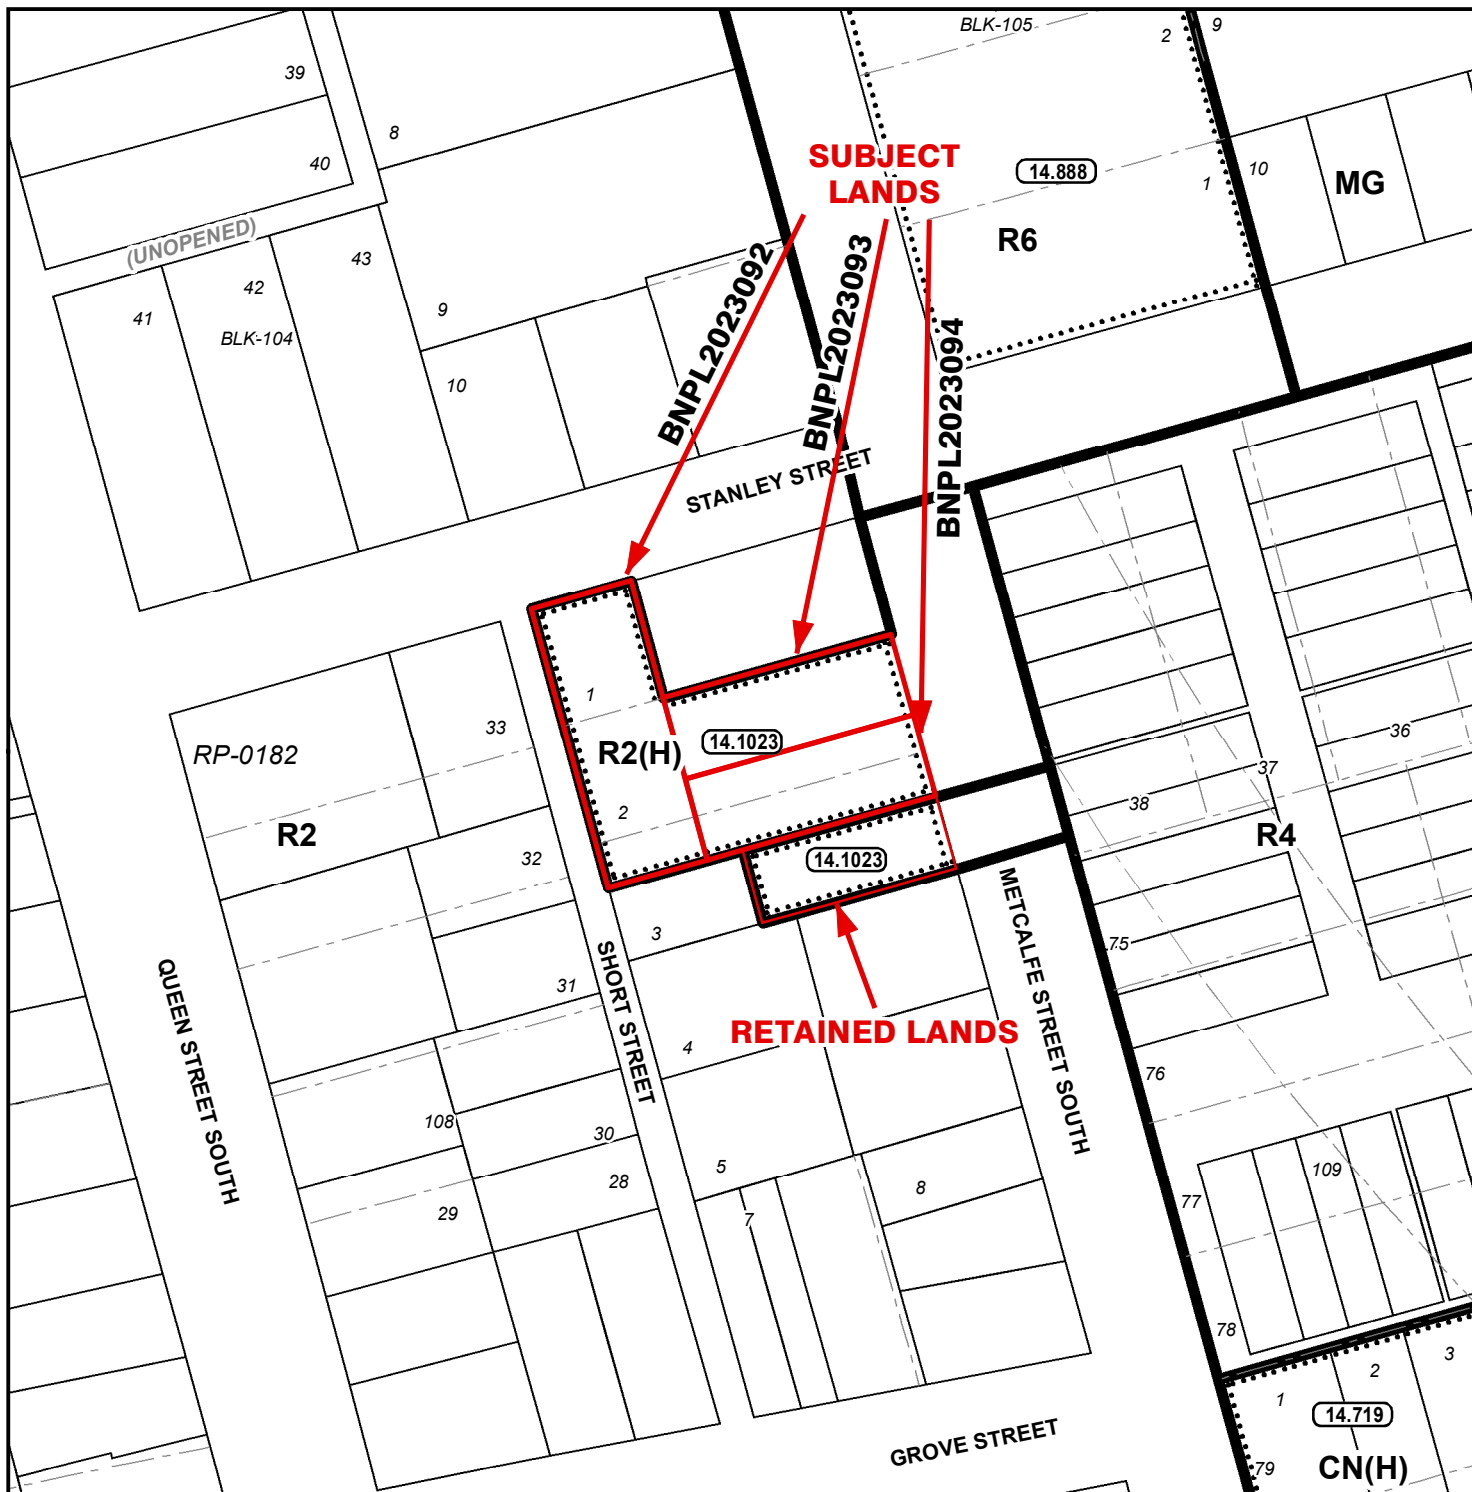 BLK-105
2
9
39
8
40
SUBJECT
LANDS
14.888
1
10
MG
R6
(UNOPENED)
43
42
41
BLK-104
9
10
BNPL2023092
BNPL2023093
BNPL2023094
STANLEY STREET
1
33
RP-0182
R2(H)
14.1023
36
37
38
2
R2
R4
32
14.1023
3
75
31
RETAINED LANDS
4
QUEEN STREET SOUTH
SHORT STREET
METCALFE STREET SOUTH
76
108
30
5
109
28
8
77
29
7
78
3
2
1
14.719
GROVE STREET
79
CN(H)